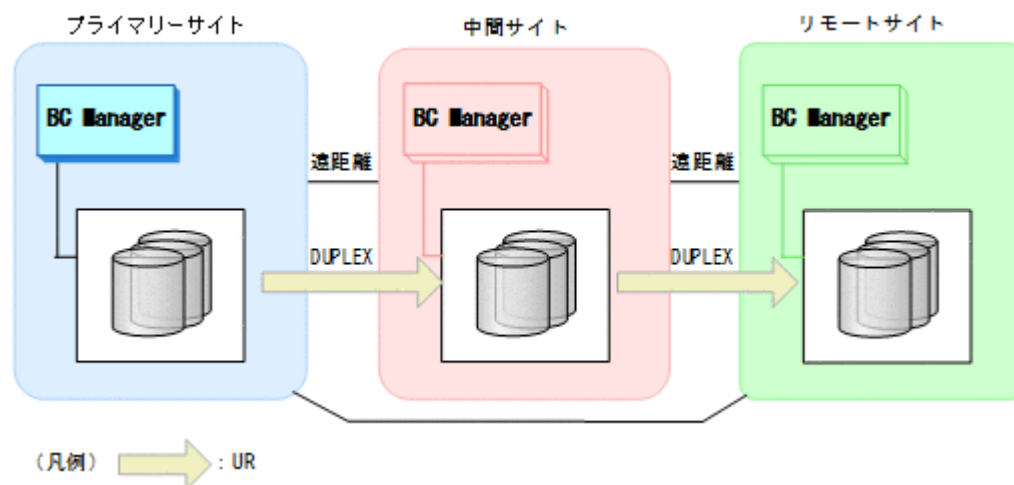 プライマリーサイト
中間サイト
リモートサイト
BC Manager
BC Manager
BC Manager
遠距離
遠距離
DUPLEX
DUPLEX
(凡例) : UR